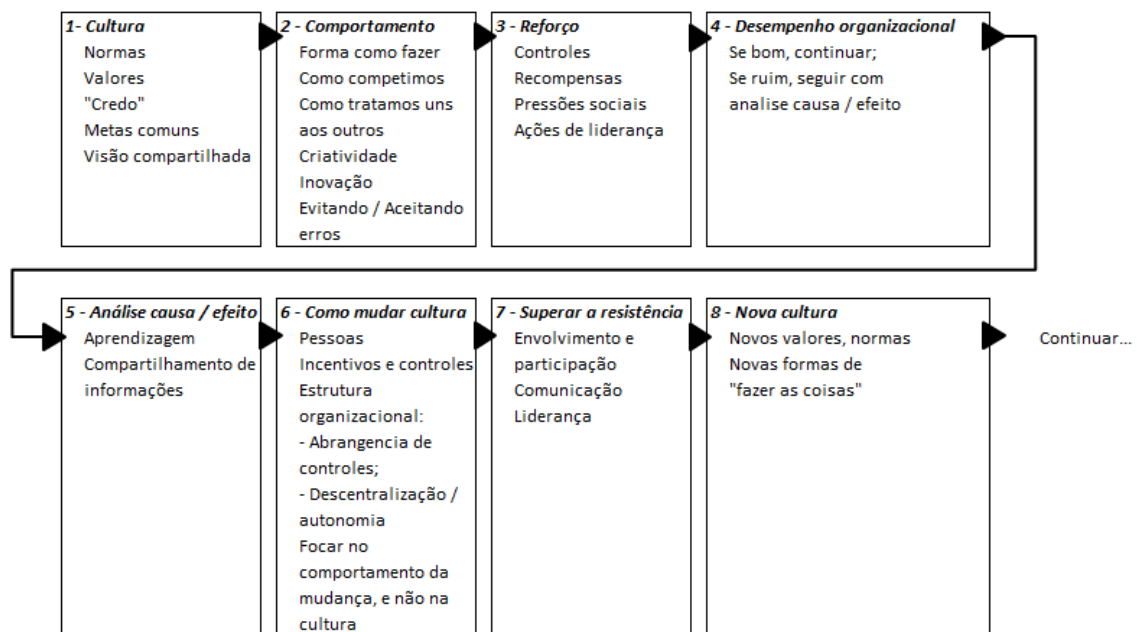 1- Cultura
Normas
Valores
"Credo"
Metas comuns
Visão compartilhada
2 - Comportamento
Forma como fazer
Como competimos
Como tratamos uns
aos outros
Criatividade
Inovação
Evitando / Aceitando
erros
3 - Reforço
Controles
Recompensas
Pressões sociais
Ações de liderança
4 - Desempenho organizacional
Se bom, continuar;
Se ruim, seguir com
analise causa / efeito
5 - Análise causa / efeito
Aprendizagem
Compartilhamento de
informações
6 - Como mudar cultura
Pessoas
Incentivos e controles
Estrutura
organizacional:
- Abrangencia de
controles;
- Descentralização /
autonomia
Focar no
comportamento da
mudança, e não na
cultura
7 - Superar a resistência
Envolvimento e
participação
Comunicação
Liderança
8 - Nova cultura
Novos valores, normas
Novas formas de
"fazer as coisas"
Continuar...